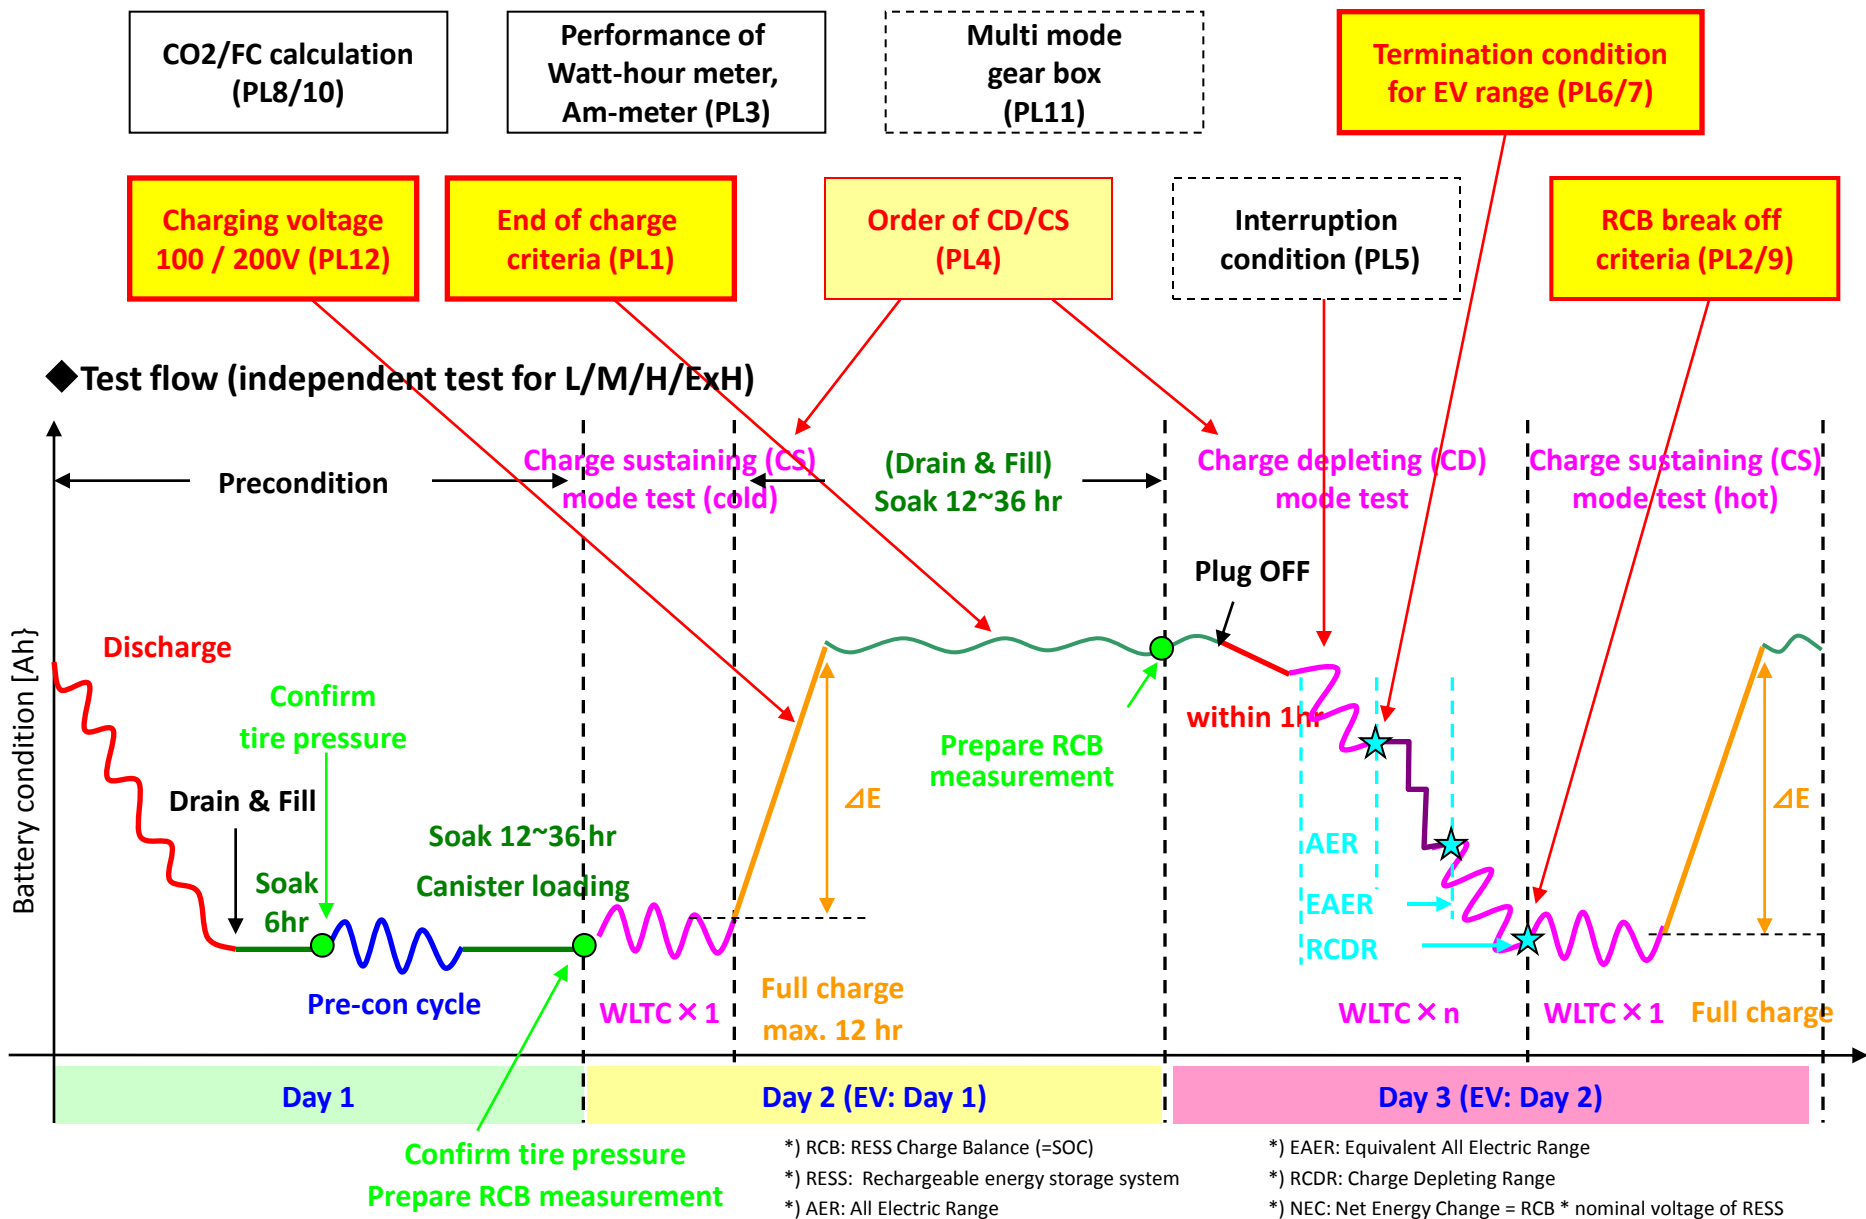 CO2/FC calculation
(PL8/10)
Performance of
Watt-hour meter,
Am-meter (PL3)
Multi mode
gear box
(PL11)
Termination condition
for EV range (PL6/7)
Charging voltage
100 / 200V (PL12)
End of charge
criteria (PL1)
Order of CD/CS
(PL4)
Interruption
condition (PL5)
RCB break off
criteria (PL2/9)
◆Test flow (independent test for L/M/H/ExH)
Precondition
Charge sustaining (CS)
mode test (cold)
(Drain & Fill)
Soak 12~36 hr
Charge depleting (CD)
mode test
Charge sustaining (CS)
mode test (hot)
Battery condition [Ah}
Discharge
Confirm
tire pressure
Drain & Fill
Soak
6hr
Pre-con cycle
Soak 12~36 hr
Canister loading
WLTC×1
Full charge
max. 12 hr
⊿E
Prepare RCB
measurement
Plug OFF
within 1hr
AER
EAER
RCDR
WLTC×n
WLTC×1
⊿E
Full charge
Day 1
Day 2 (EV: Day 1)
Day 3 (EV: Day 2)
Confirm tire pressure
Prepare RCB measurement
*) RCB: RESS Charge Balance (=SOC)
*) RESS: Rechargeable energy storage system
*) AER: All Electric Range
*) EAER: Equivalent All Electric Range
*) RCDR: Charge Depleting Range
*) NEC: Net Energy Change = RCB * nominal voltage of RESS